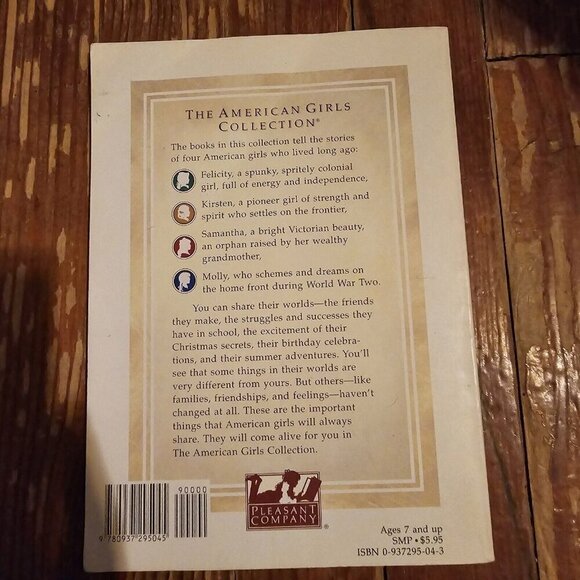 THE AMERICAN GIRLS
COLLECTION®
The books in this collection tell the stories
of four American girls who lived long ago:
Felicity, a spunky, spritely colonial
girl, full of energy and independence,
Kirsten, a pioneer girl of strength and
spirit who settles on the frontier,
Samantha, a bright Victorian beauty,
an orphan raised by her wealthy
grandmother,
Molly, who schemes and dreams on
the home front during World War Two.
You can share their worlds—the friends
they make, the struggles and successes they
have in school, the excitement of their
Christmas secrets, their birthday celebra-
tions, and their summer adventures. You'll
see that some things in their worlds are
very different from yours. But others—like
families, friendships, and feelings—haven't
changed at all. These are the important
things that American girls will always
share. They will come alive for you in
The American Girls Collection.
90000
9 780937 295045
PLEASANT
COMPANY®
Ages 7 and up
SMP • $5.95
ISBN 0-937295-04-3